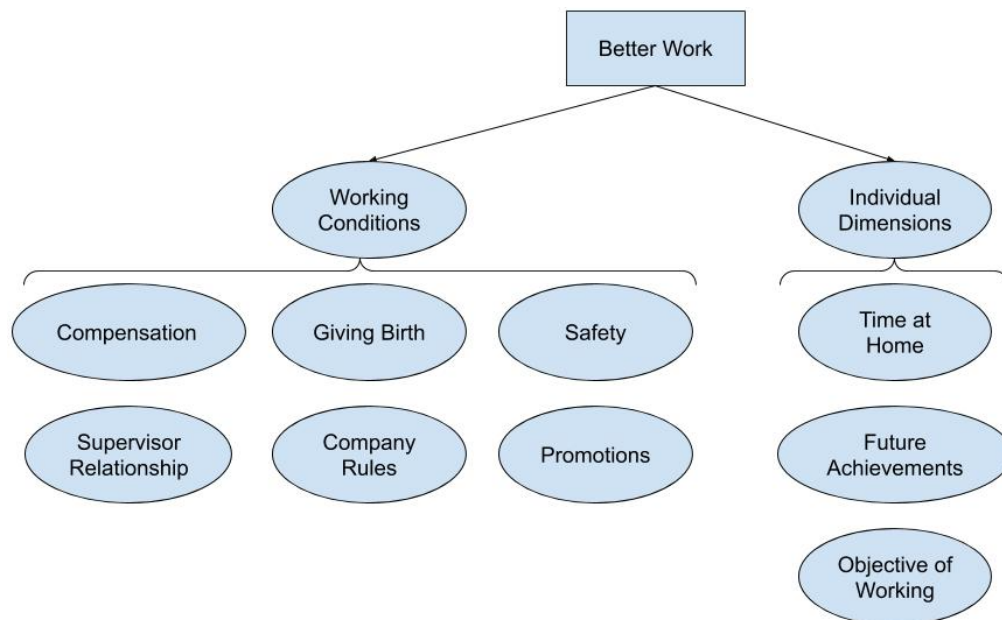 Better Work
Working
Conditions
Individual
Dimensions
Compensation
Giving Birth
Safety
Time at
Home
Supervisor
Relationship
Company
Rules
Promotions
Future
Achievements
Objective of
Working